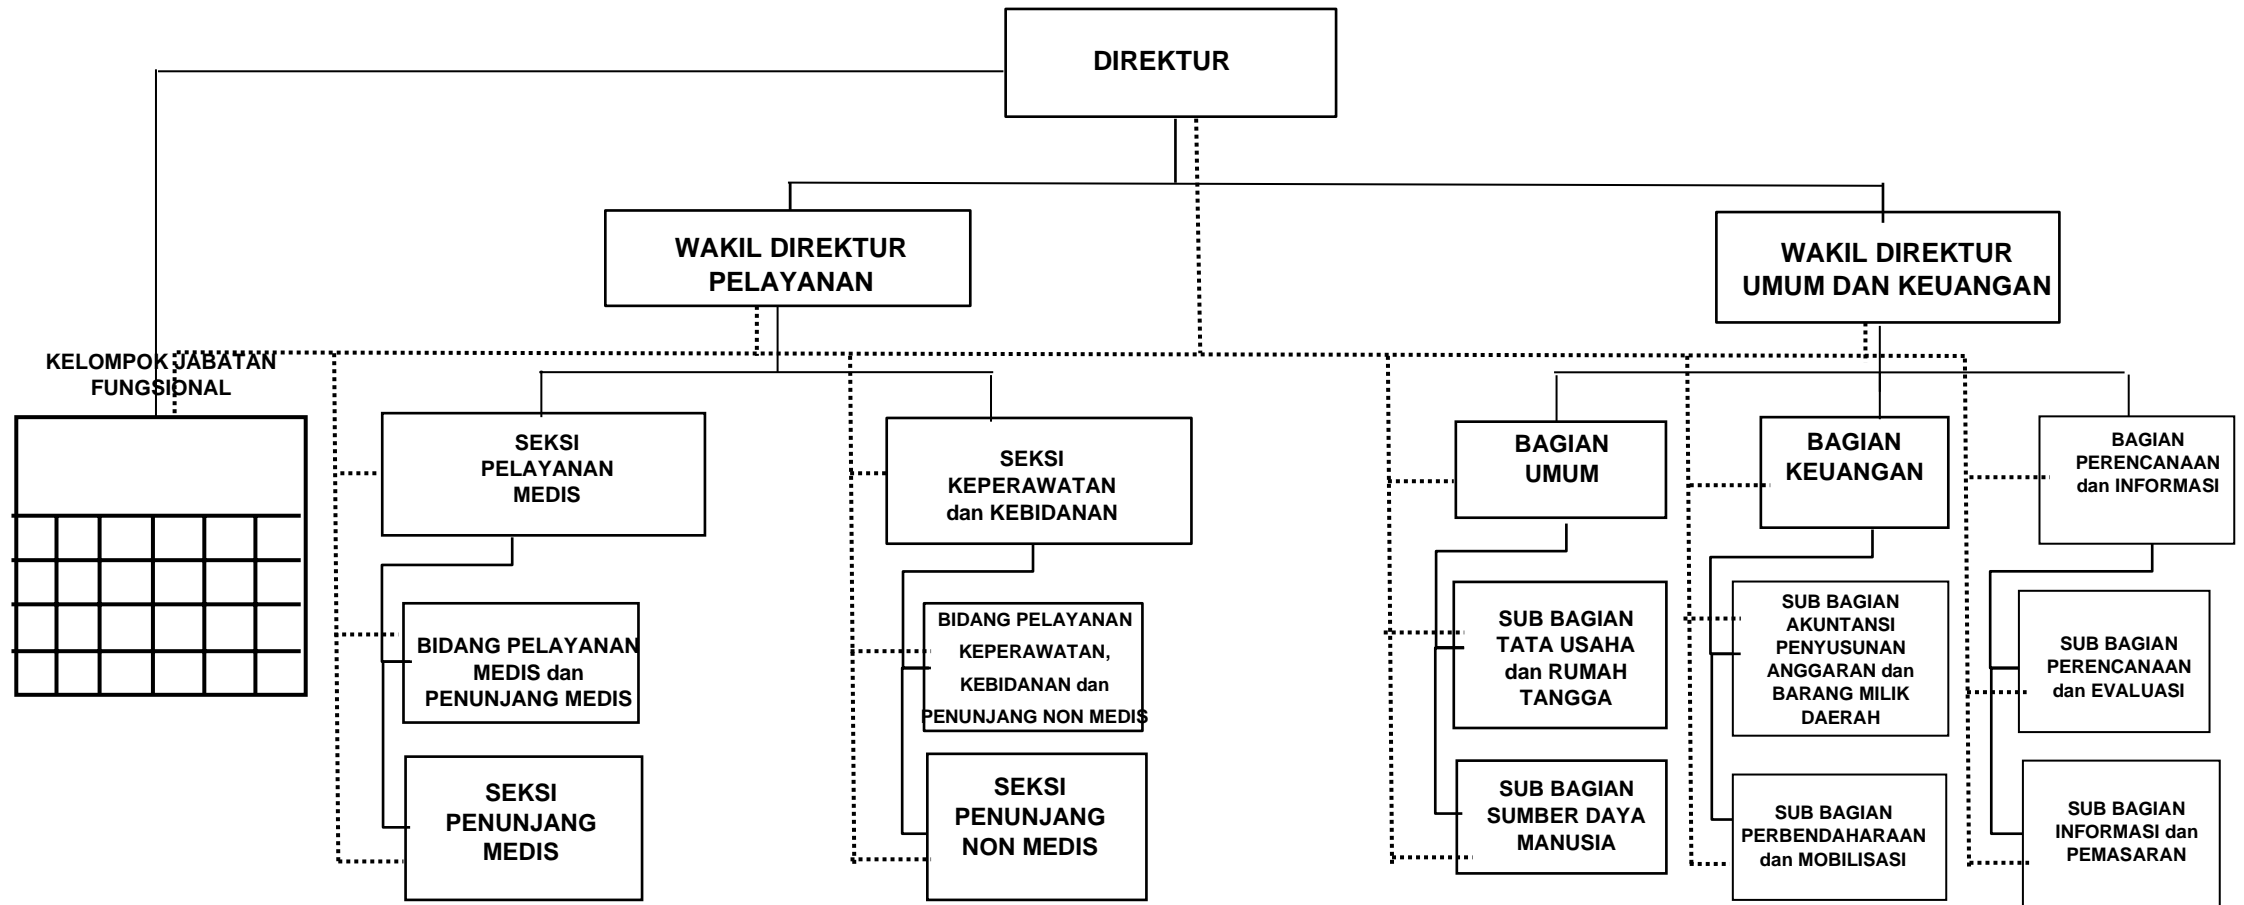 DIREKTUR
WAKIL DIREKTUR
PELAYANAN
WAKIL DIREKTUR
UMUM DAN KEUANGAN
KELOMPOK JABATAN
FUNGSIONAL
SEKSI
PELAYANAN
MEDIS
SEKSI
KEPERAWATAN
dan KEBIDANAN
BAGIAN
UMUM
BAGIAN
KEUANGAN
BAGIAN
PERENCANAAN
dan INFORMASI
BIDANG PELAYANAN
MEDIS dan
PENUNJANG MEDIS
BIDANG PELAYANAN
KEPERAWATAN,
KEBIDANAN dan
PENUNJANG NON MEDIS
SUB BAGIAN
TATA USAHA
dan RUMAH
TANGGA
SUB BAGIAN
AKUNTANSI
PENYUSUNAN
ANGGARAN dan
BARANG MILIK
DAERAH
SUB BAGIAN
PERENCANAAN
dan EVALUASI
SEKSI
PENUNJANG
MEDIS
SEKSI
PENUNJANG
NON MEDIS
SUB BAGIAN
SUMBER DAYA
MANUSIA
SUB BAGIAN
PERBENDAHARAAN
dan MOBILISASI
SUB BAGIAN
INFORMASI dan
PEMASARAN